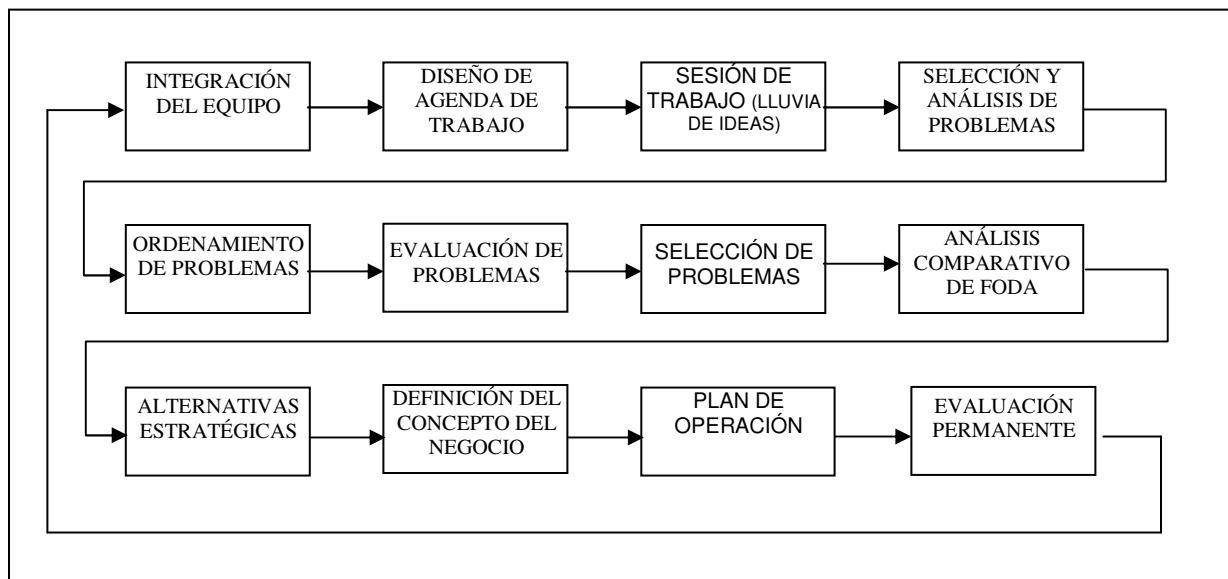 INTEGRACIÓN
DEL EQUIPO
DISEÑO DE
AGENDA DE
TRABAJO
SESIÓN DE
TRABAJO (LLUVIA
DE IDEAS)
SELECCIÓN Y
ANÁLISIS DE
PROBLEMAS
ORDENAMIENTO
DE PROBLEMAS
EVALUACIÓN DE
PROBLEMAS
SELECCIÓN DE
PROBLEMAS
ANÁLISIS
COMPARATIVO
DE FODA
ALTERNATIVAS
ESTRATÉGICAS
DEFINICIÓN DEL
CONCEPTO DEL
NEGOCIO
PLAN DE
OPERACIÓN
EVALUACIÓN
PERMANENTE